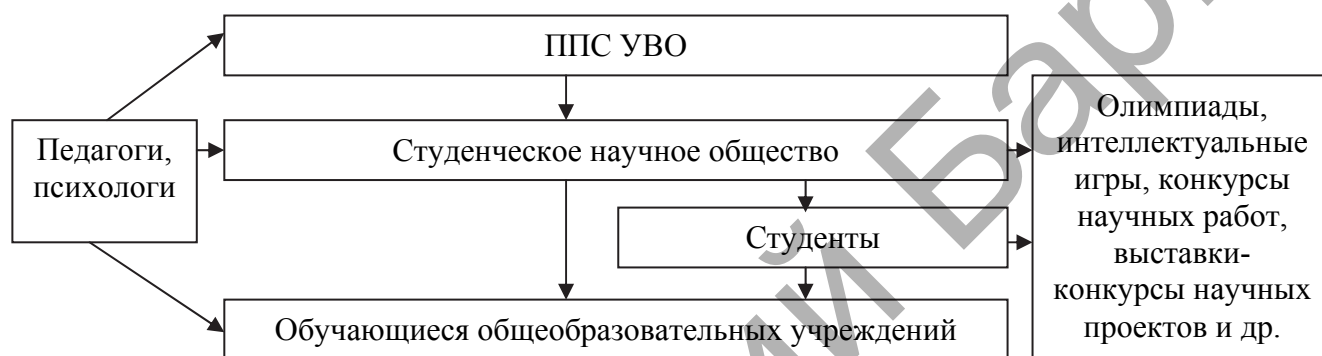 ППС УВО
Педагоги,
психологи
Студенческое научное общество
Студенты
Обучающиеся общеобразовательных учреждений
Олимпиады,
интеллектуальные
игры, конкурсы
научных работ,
выставки-
конкурсы научных
проектов и др.